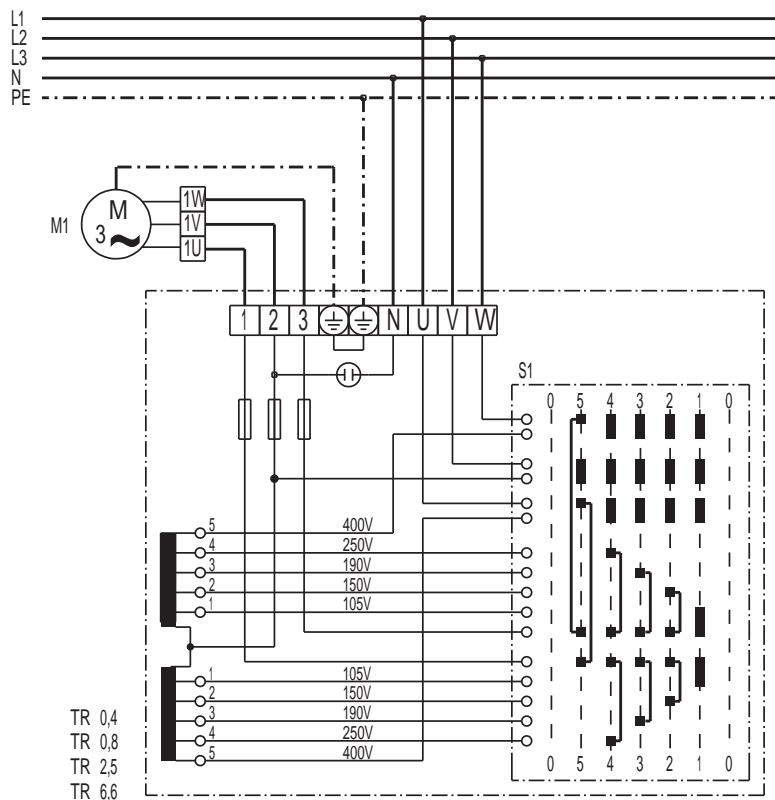 L1
L2
L3
N
PE
M1
M
3
1W
1V
1U
1 2 3 N U V W
S1
0 5 4 3 2 1 0
5 400V
4 250V
3 190V
2 150V
1 105V
1 105V
2 150V
3 190V
4 250V
5 400V
0 5 4 3 2 1 0
TR 0,4
TR 0,8
TR 2,5
TR 6.6